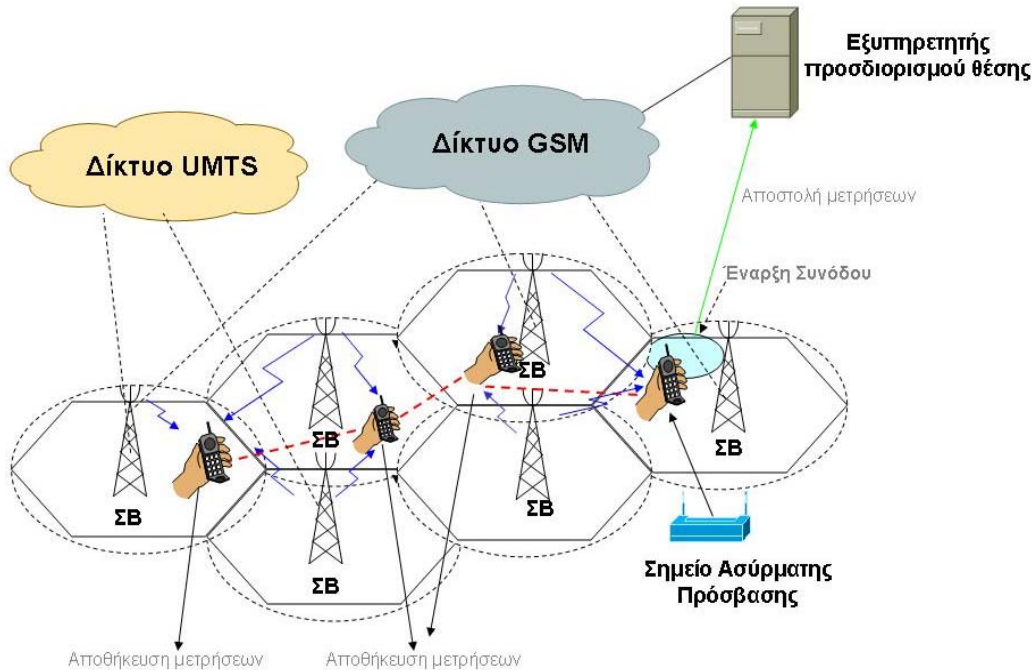 Εξυπηρετητής
προσδιορισμού θέσης
Δίκτυο UMTS
Δίκτυο GSM
Αποστολή μετρήσεων
Έναρξη Συνόδου
ΣΒ
ΣΒ
ΣΒ
ΣΒ
ΣΒ
ΣΒ
Σημείο Ασύρματης
Πρόσβασης
Αποθήκευση μετρήσεων
Αποθήκευση μετρήσεων